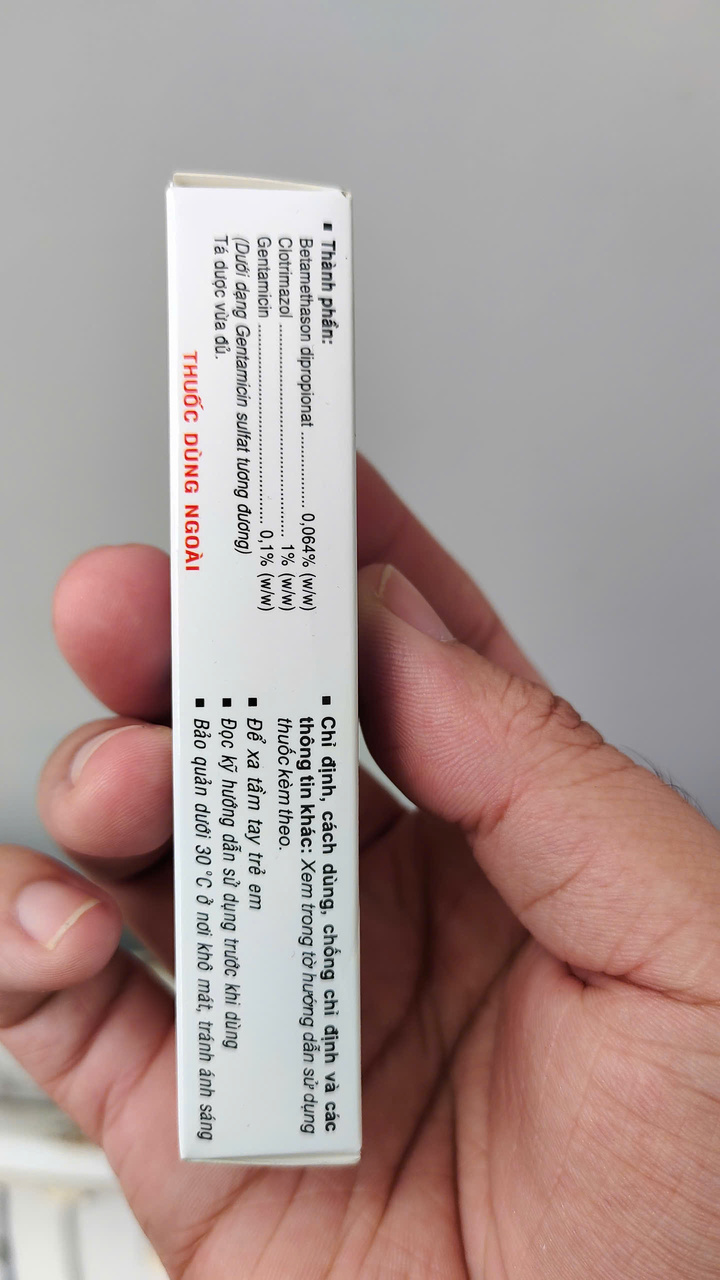 ▪ Thành phần:
Betamethason dipropionat ................ 0,064% (w/w)
Clotrimazol ...................................................... 1% (w/w)
Gentamicin .................................................. 0,1% (w/w)
(Dưới dạng Gentamicin sulfat tương đương)
Tá dược vừa đủ.
THUỐC DÙNG NGOÀI
▪ Chỉ định, cách dùng, chống chỉ định và các
thông tin khác: Xem trong tờ hướng dẫn sử dụng
thuốc kèm theo.
▪ Để xa tầm tay trẻ em
▪ Đọc kỹ hướng dẫn sử dụng trước khi dùng
▪ Bảo quản dưới 30 °C ở nơi khô mát, tránh ánh sáng